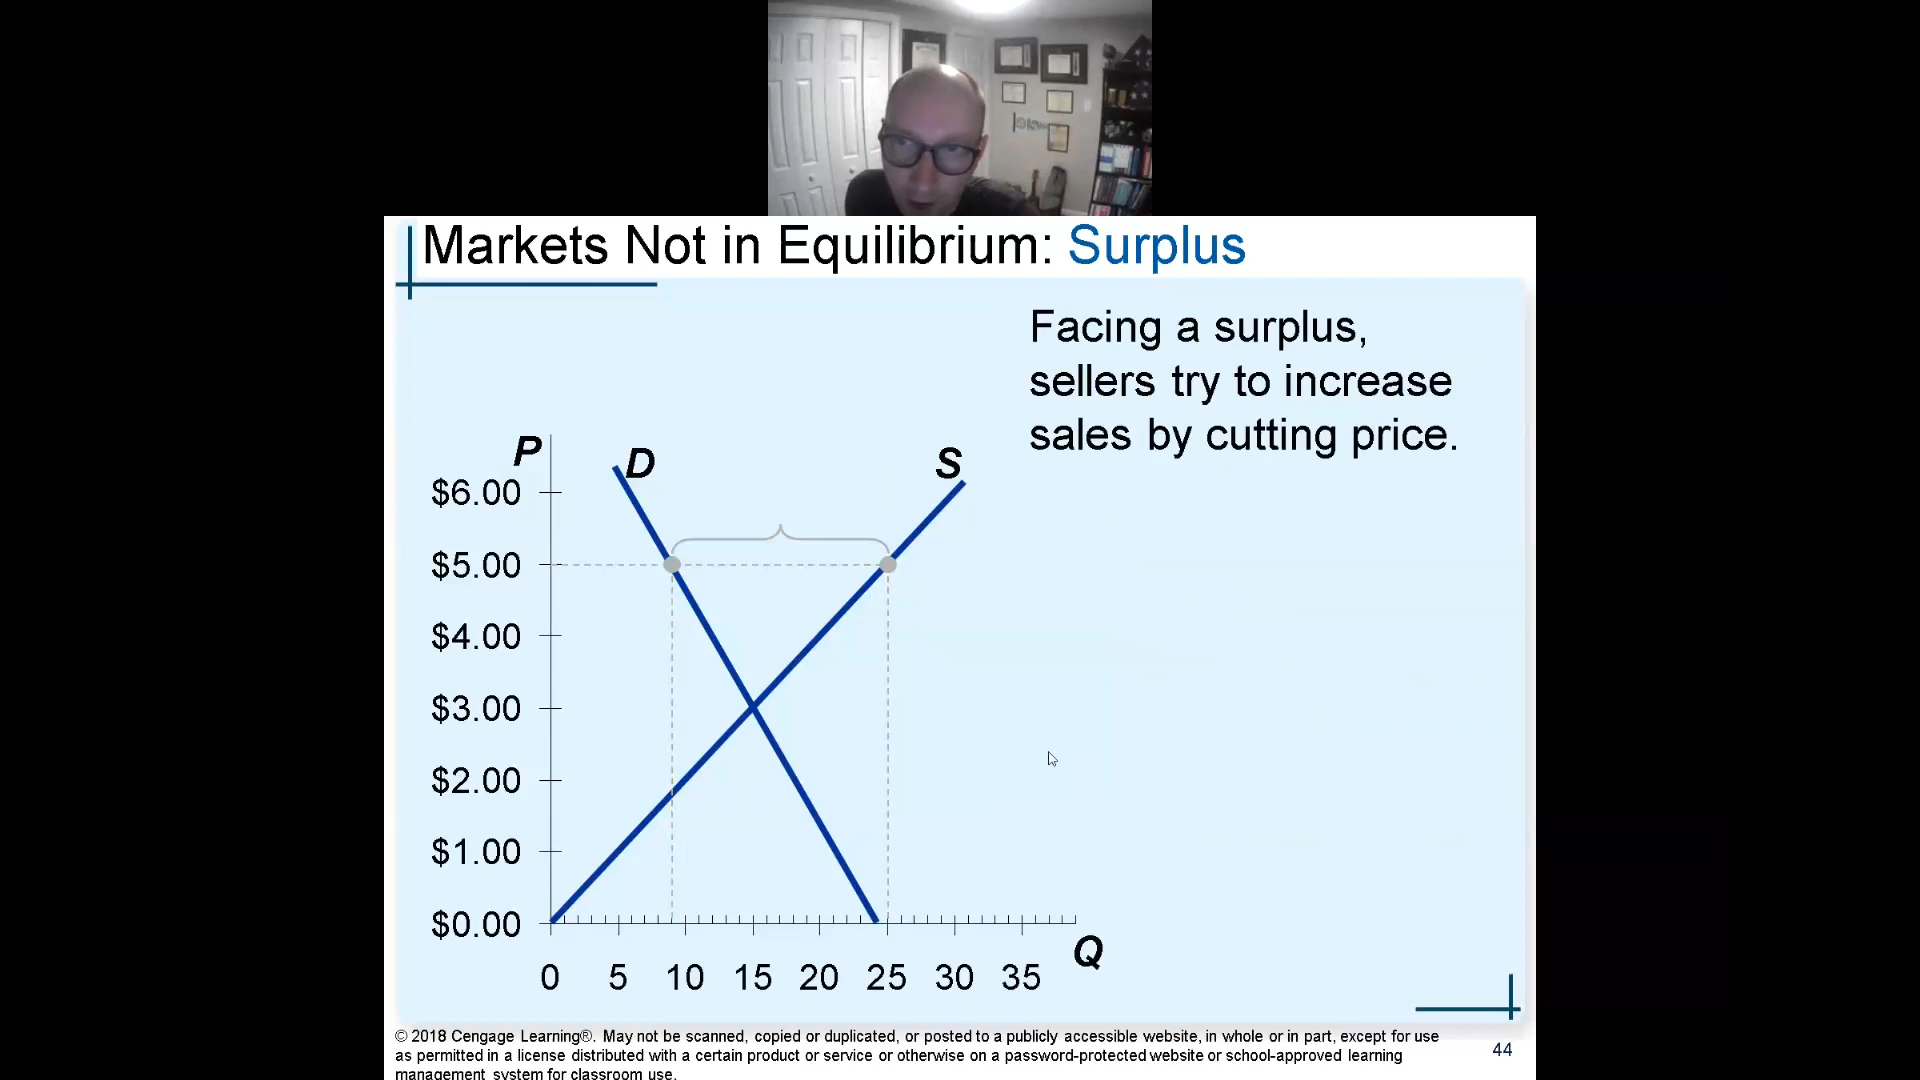 Markets Not in Equilibrium: Surplus
Facing a surplus,
sellers try to increase
sales by cutting price.
P
D
S
$6.00
$5.00
$4.00
$3.00
$2.00
$1.00
$0.00
0 5 10 15 20 25 30 35
Q
© 2018 Cengage Learning®. May not be scanned, copied or duplicated, or posted to a publicly accessible website, in whole or in part, except for use
as permitted in a license distributed with a certain product or service or otherwise on a password-protected website or school-approved learning
management system for classroom use.
44